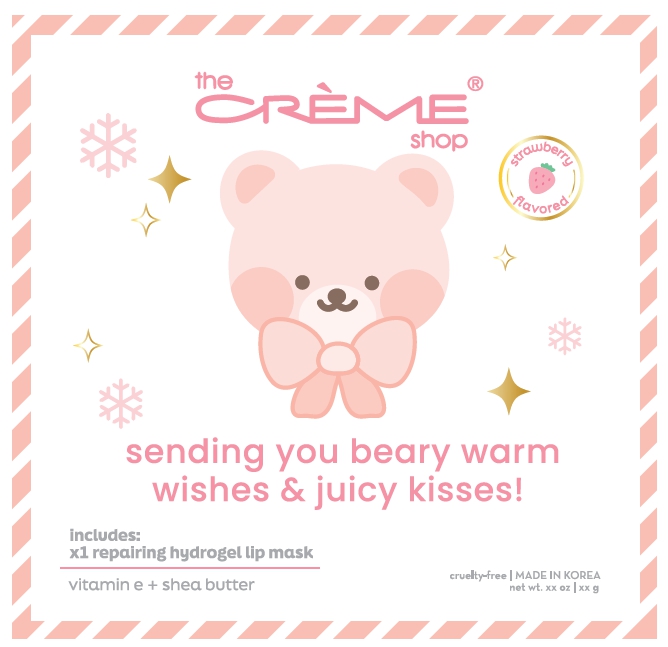 the
CRÈME®
shop
strawberry
flavored
sending you beary warm
wishes & juicy kisses!
includes:
x1 repairing hydrogel lip mask
vitamin e + shea butter
cruelty-free | MADE IN KOREA
net wt. xx oz | xx g